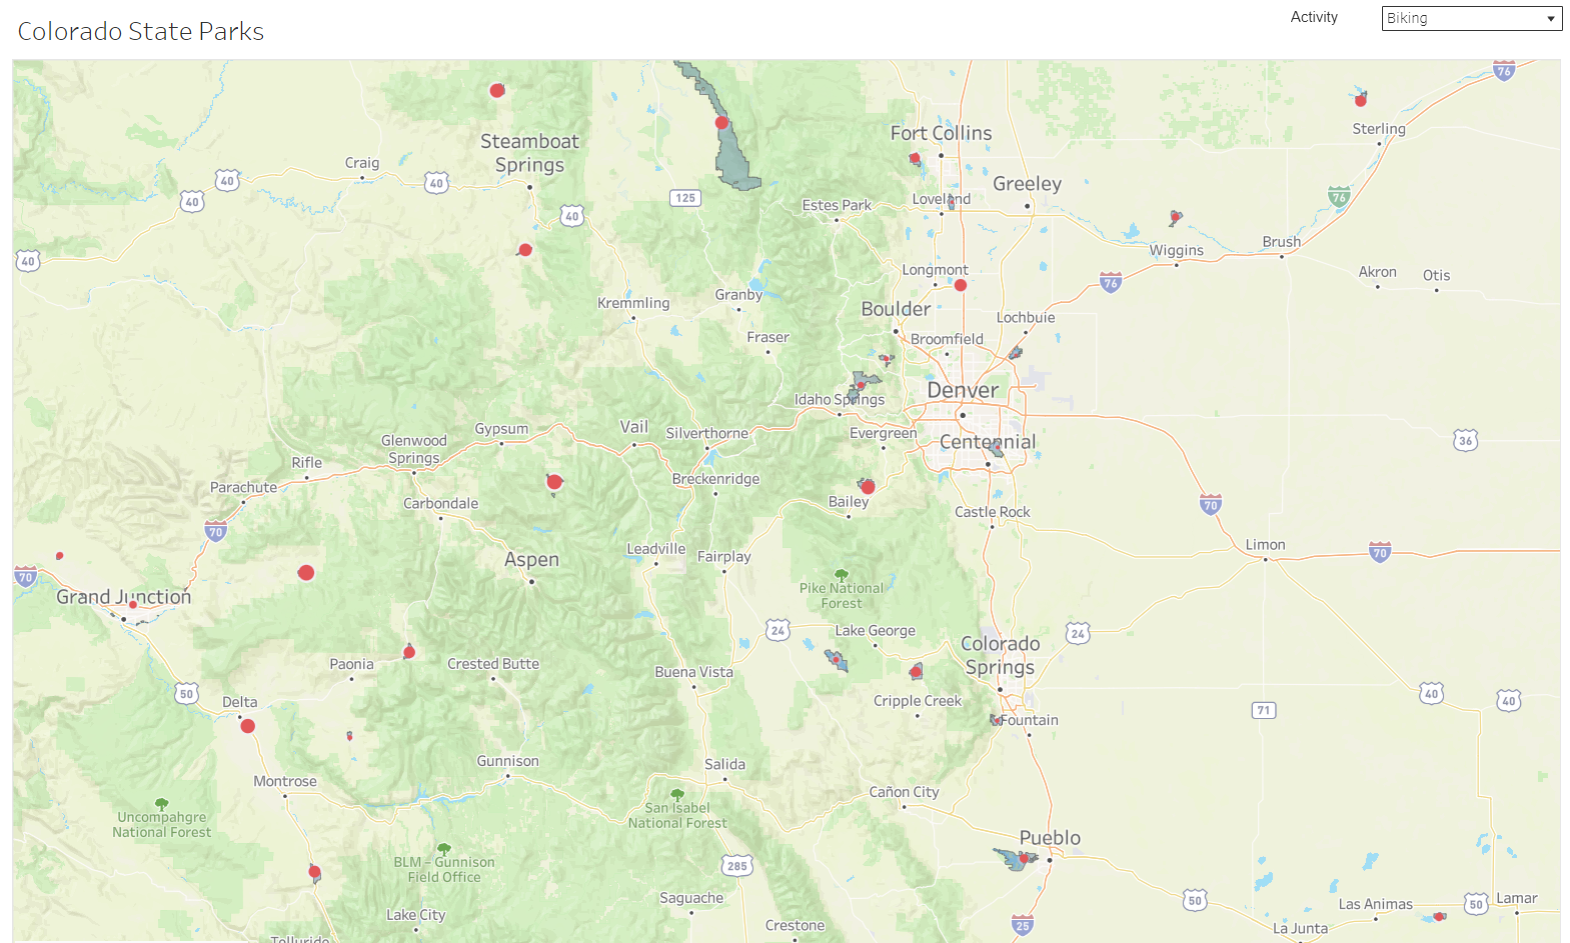 Colorado State Parks
Activity
Biking
76
Sterling
Fort Collins
Steamboat
Springs
Craig
40
40
40
125
Loveland
Greeley
Estes Park
76
40
40
Wiggins
Brush
Longmont
Akron
Otis
76
Kremmling
Granby
Boulder
Lochbuie
Fraser
Broomfield
Denver
Idaho Springs
Gypsum
Vail
Silverthorne
Evergreen
Centennial
36
Glenwood
Springs
Rifle
Parachute
Breckenridge
Carbondale
Bailey
Castle Rock
70
70
Limon
70
70
Aspen
Leadville
Fairplay
Grand Junction
Pike National
Forest
24
Lake George
24
Colorado
Springs
Paonia
Crested Butte
Buena Vista
50
Delta
Cripple Creek
40
40
71
Fountain
Gunnison
Salida
Montrose
Cañon City
Uncompahgre
National Forest
San Isabel
National Forest
Pueblo
BLM – Gunnison
Field Office
285
Saguache
50
Las Animas
50
Lamar
Lake City
Crestone
25
La Junta
Telluride